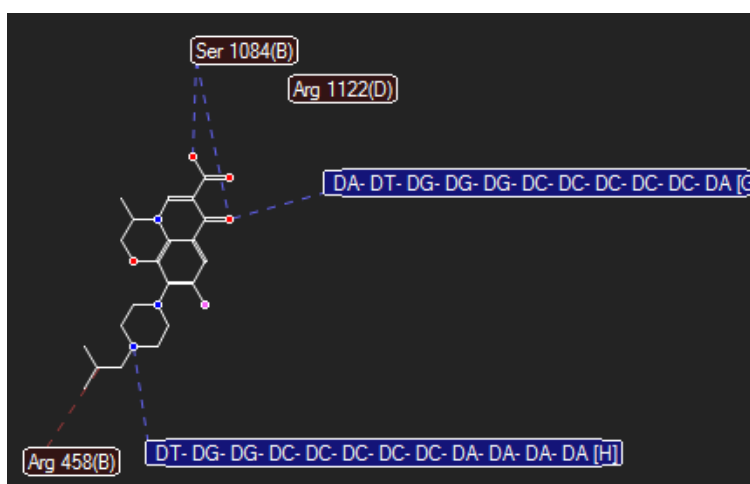 Ser 1084(B)
Arg 1122(D)
DA- DT- DG- DG- DG- DC- DC- DC- DC- DC- DA [G
DT- DG- DG- DC- DC- DC- DC- DC- DA- DA- DA- DA [H]
Arg 458(B)